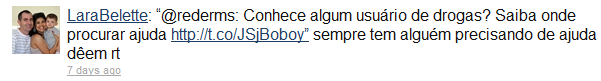 LaraBelette: “@rederms: Conhece algum usuário de drogas? Saiba onde
procurar ajuda http://t.co/JSjBoboy” sempre tem alguém precisando de ajuda
dêem rt
7 days ago